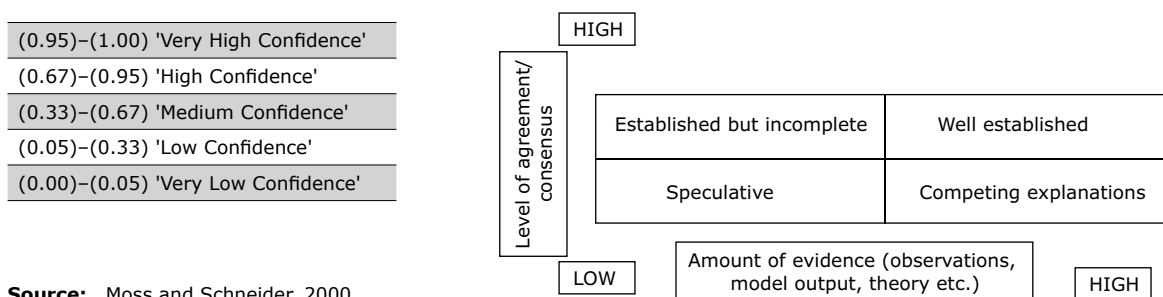 (0.95)–(1.00) 'Very High Confidence'
(0.67)–(0.95) 'High Confidence'
(0.33)–(0.67) 'Medium Confidence'
(0.05)–(0.33) 'Low Confidence'
(0.00)–(0.05) 'Very Low Confidence'
Source: Moss and Schneider, 2000
HIGH
Level of agreement/
consensus
Established but incomplete
Well established
Speculative
Competing explanations
LOW
Amount of evidence (observations,
model output, theory etc.)
HIGH